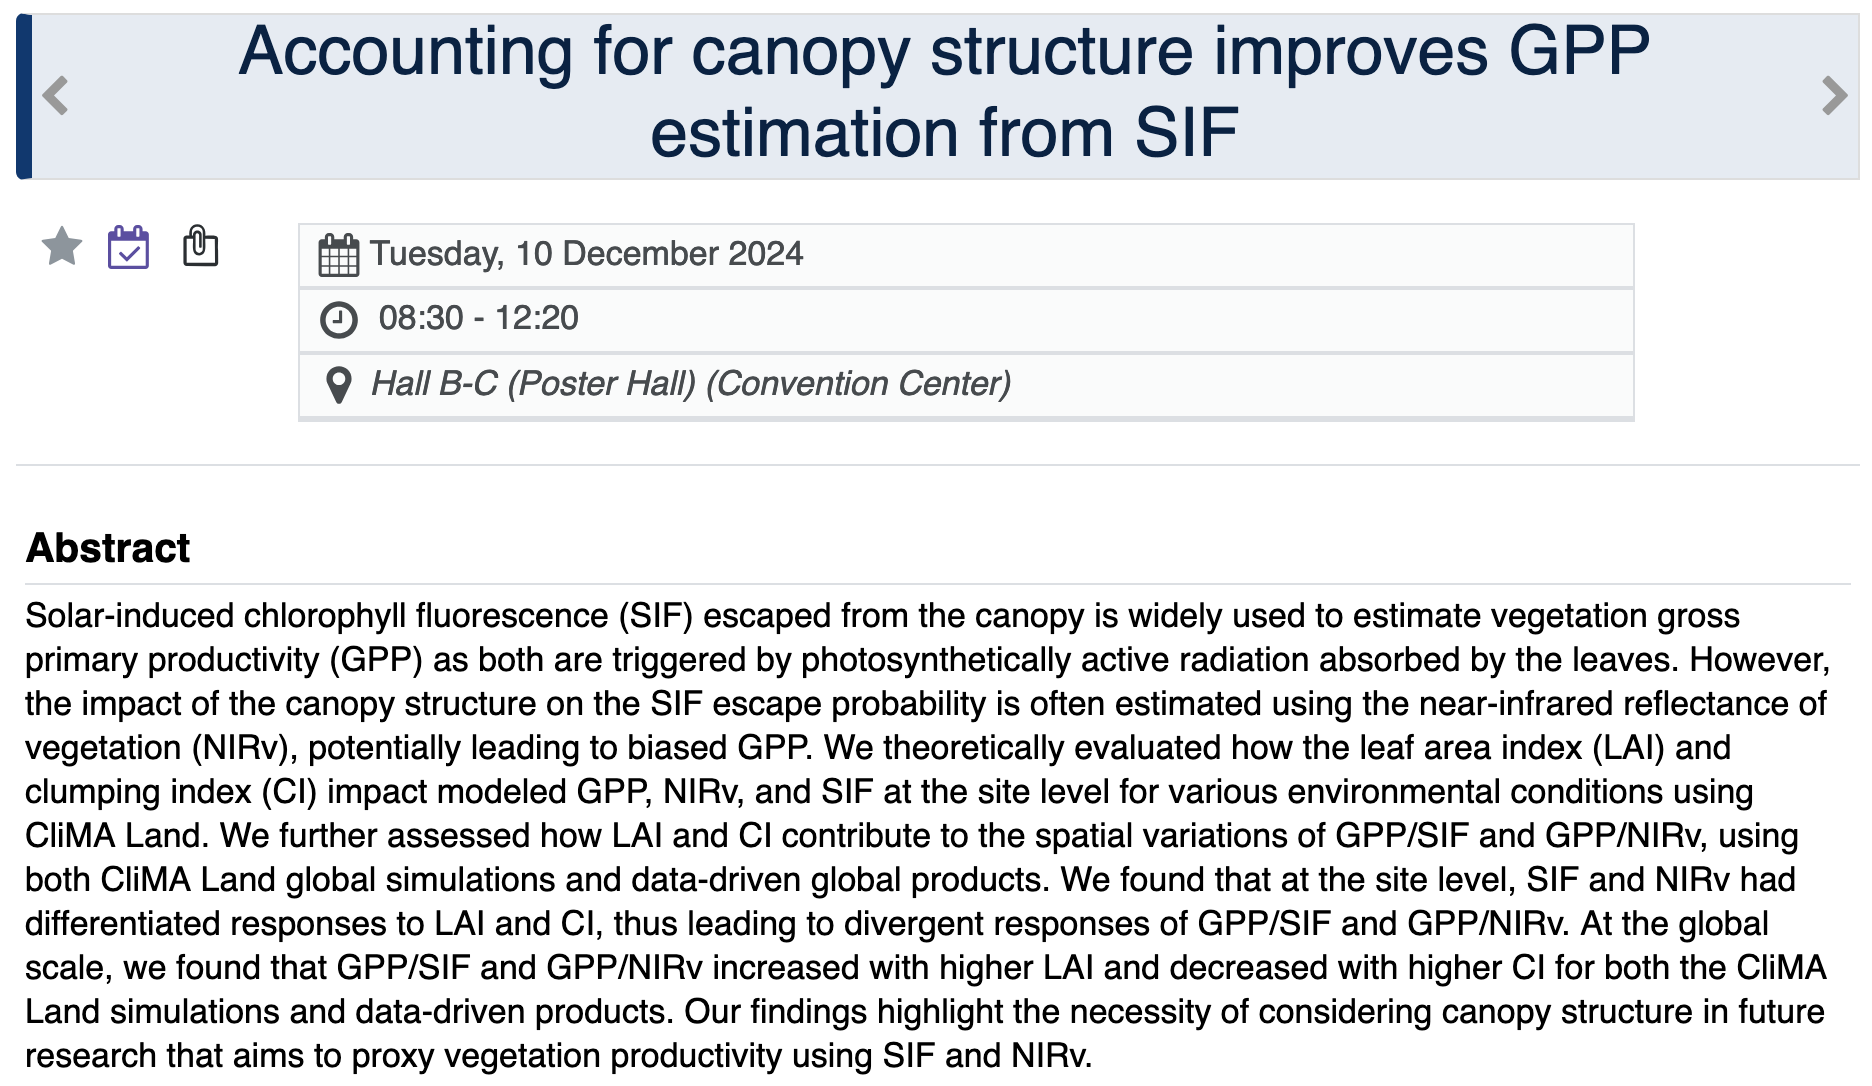 Accounting for canopy structure improves GPP
estimation from SIF
Tuesday, 10 December 2024
08:30 - 12:20
Hall B-C (Poster Hall) (Convention Center)
Abstract
Solar-induced chlorophyll fluorescence (SIF) escaped from the canopy is widely used to estimate vegetation gross
primary productivity (GPP) as both are triggered by photosynthetically active radiation absorbed by the leaves. However,
the impact of the canopy structure on the SIF escape probability is often estimated using the near-infrared reflectance of
vegetation (NIRv), potentially leading to biased GPP. We theoretically evaluated how the leaf area index (LAI) and
clumping index (CI) impact modeled GPP, NIRv, and SIF at the site level for various environmental conditions using
CliMA Land. We further assessed how LAI and CI contribute to the spatial variations of GPP/SIF and GPP/NIRv, using
both CliMA Land global simulations and data-driven global products. We found that at the site level, SIF and NIRv had
differentiated responses to LAI and CI, thus leading to divergent responses of GPP/SIF and GPP/NIRv. At the global
scale, we found that GPP/SIF and GPP/NIRv increased with higher LAI and decreased with higher CI for both the CliMA
Land simulations and data-driven products. Our findings highlight the necessity of considering canopy structure in future
research that aims to proxy vegetation productivity using SIF and NIRv.